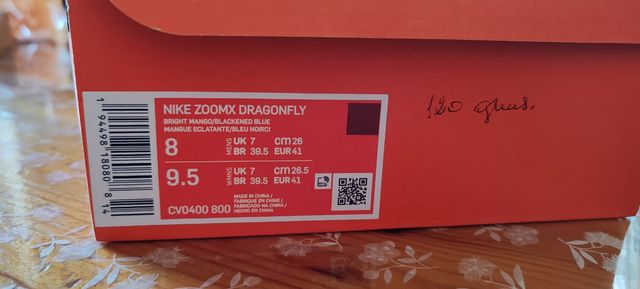 NIKE ZOOMX DRAGONFLY
BRIGHT MANGO/BLACKENED BLUE
MANGUE ECLATANTE/BLEU NOIRCI
8 MENS UK 7 cm 26
BR 39.5 EUR 41
9.5 WMNS UK 7 cm 26.5
BR 39.5 EUR 41
CV0400 800
MADE IN CHINA /
FABRIQUE EN CHINE /
FABRICADO NA CHINA /
HECHO EN CHINA
1 94498 18080 8 14
120